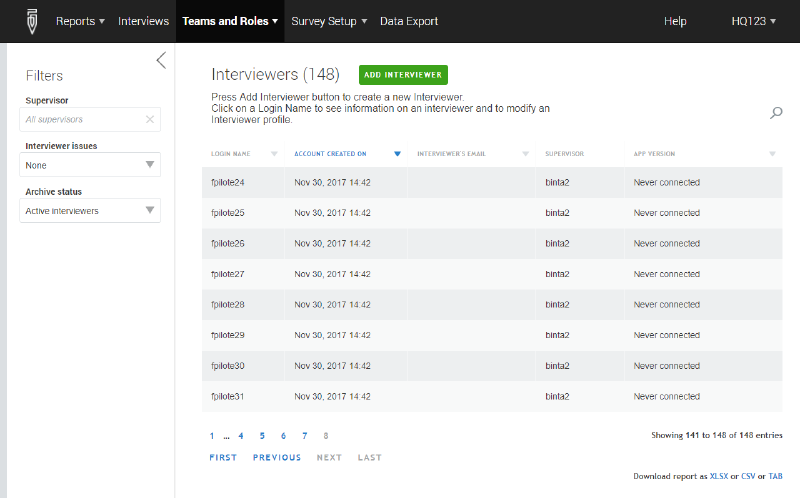 Reports Interviews Teams and Roles Survey Setup Data Export Help HQ123
Filters
Supervisor
All supervisors
Interviewer issues
None
Archive status
Active interviewers
Interviewers (148) ADD INTERVIEWER
Press Add Interviewer button to create a new Interviewer.
Click on a Login Name to see information on an interviewer and to modify an
Interviewer profile.
LOGIN NAME ACCOUNT CREATED ON INTERVIEWER'S EMAIL SUPERVISOR APP VERSION
fpilote24 Nov 30, 2017 14:42 binta2 Never connected
fpilote25 Nov 30, 2017 14:42 binta2 Never connected
fpilote26 Nov 30, 2017 14:42 binta2 Never connected
fpilote27 Nov 30, 2017 14:42 binta2 Never connected
fpilote28 Nov 30, 2017 14:42 binta2 Never connected
fpilote29 Nov 30, 2017 14:42 binta2 Never connected
fpilote30 Nov 30, 2017 14:42 binta2 Never connected
fpilote31 Nov 30, 2017 14:42 binta2 Never connected
1 ... 4 5 6 7 8 Showing 141 to 148 of 148 entries
FIRST PREVIOUS NEXT LAST
Download report as XLSX or CSV or TAB